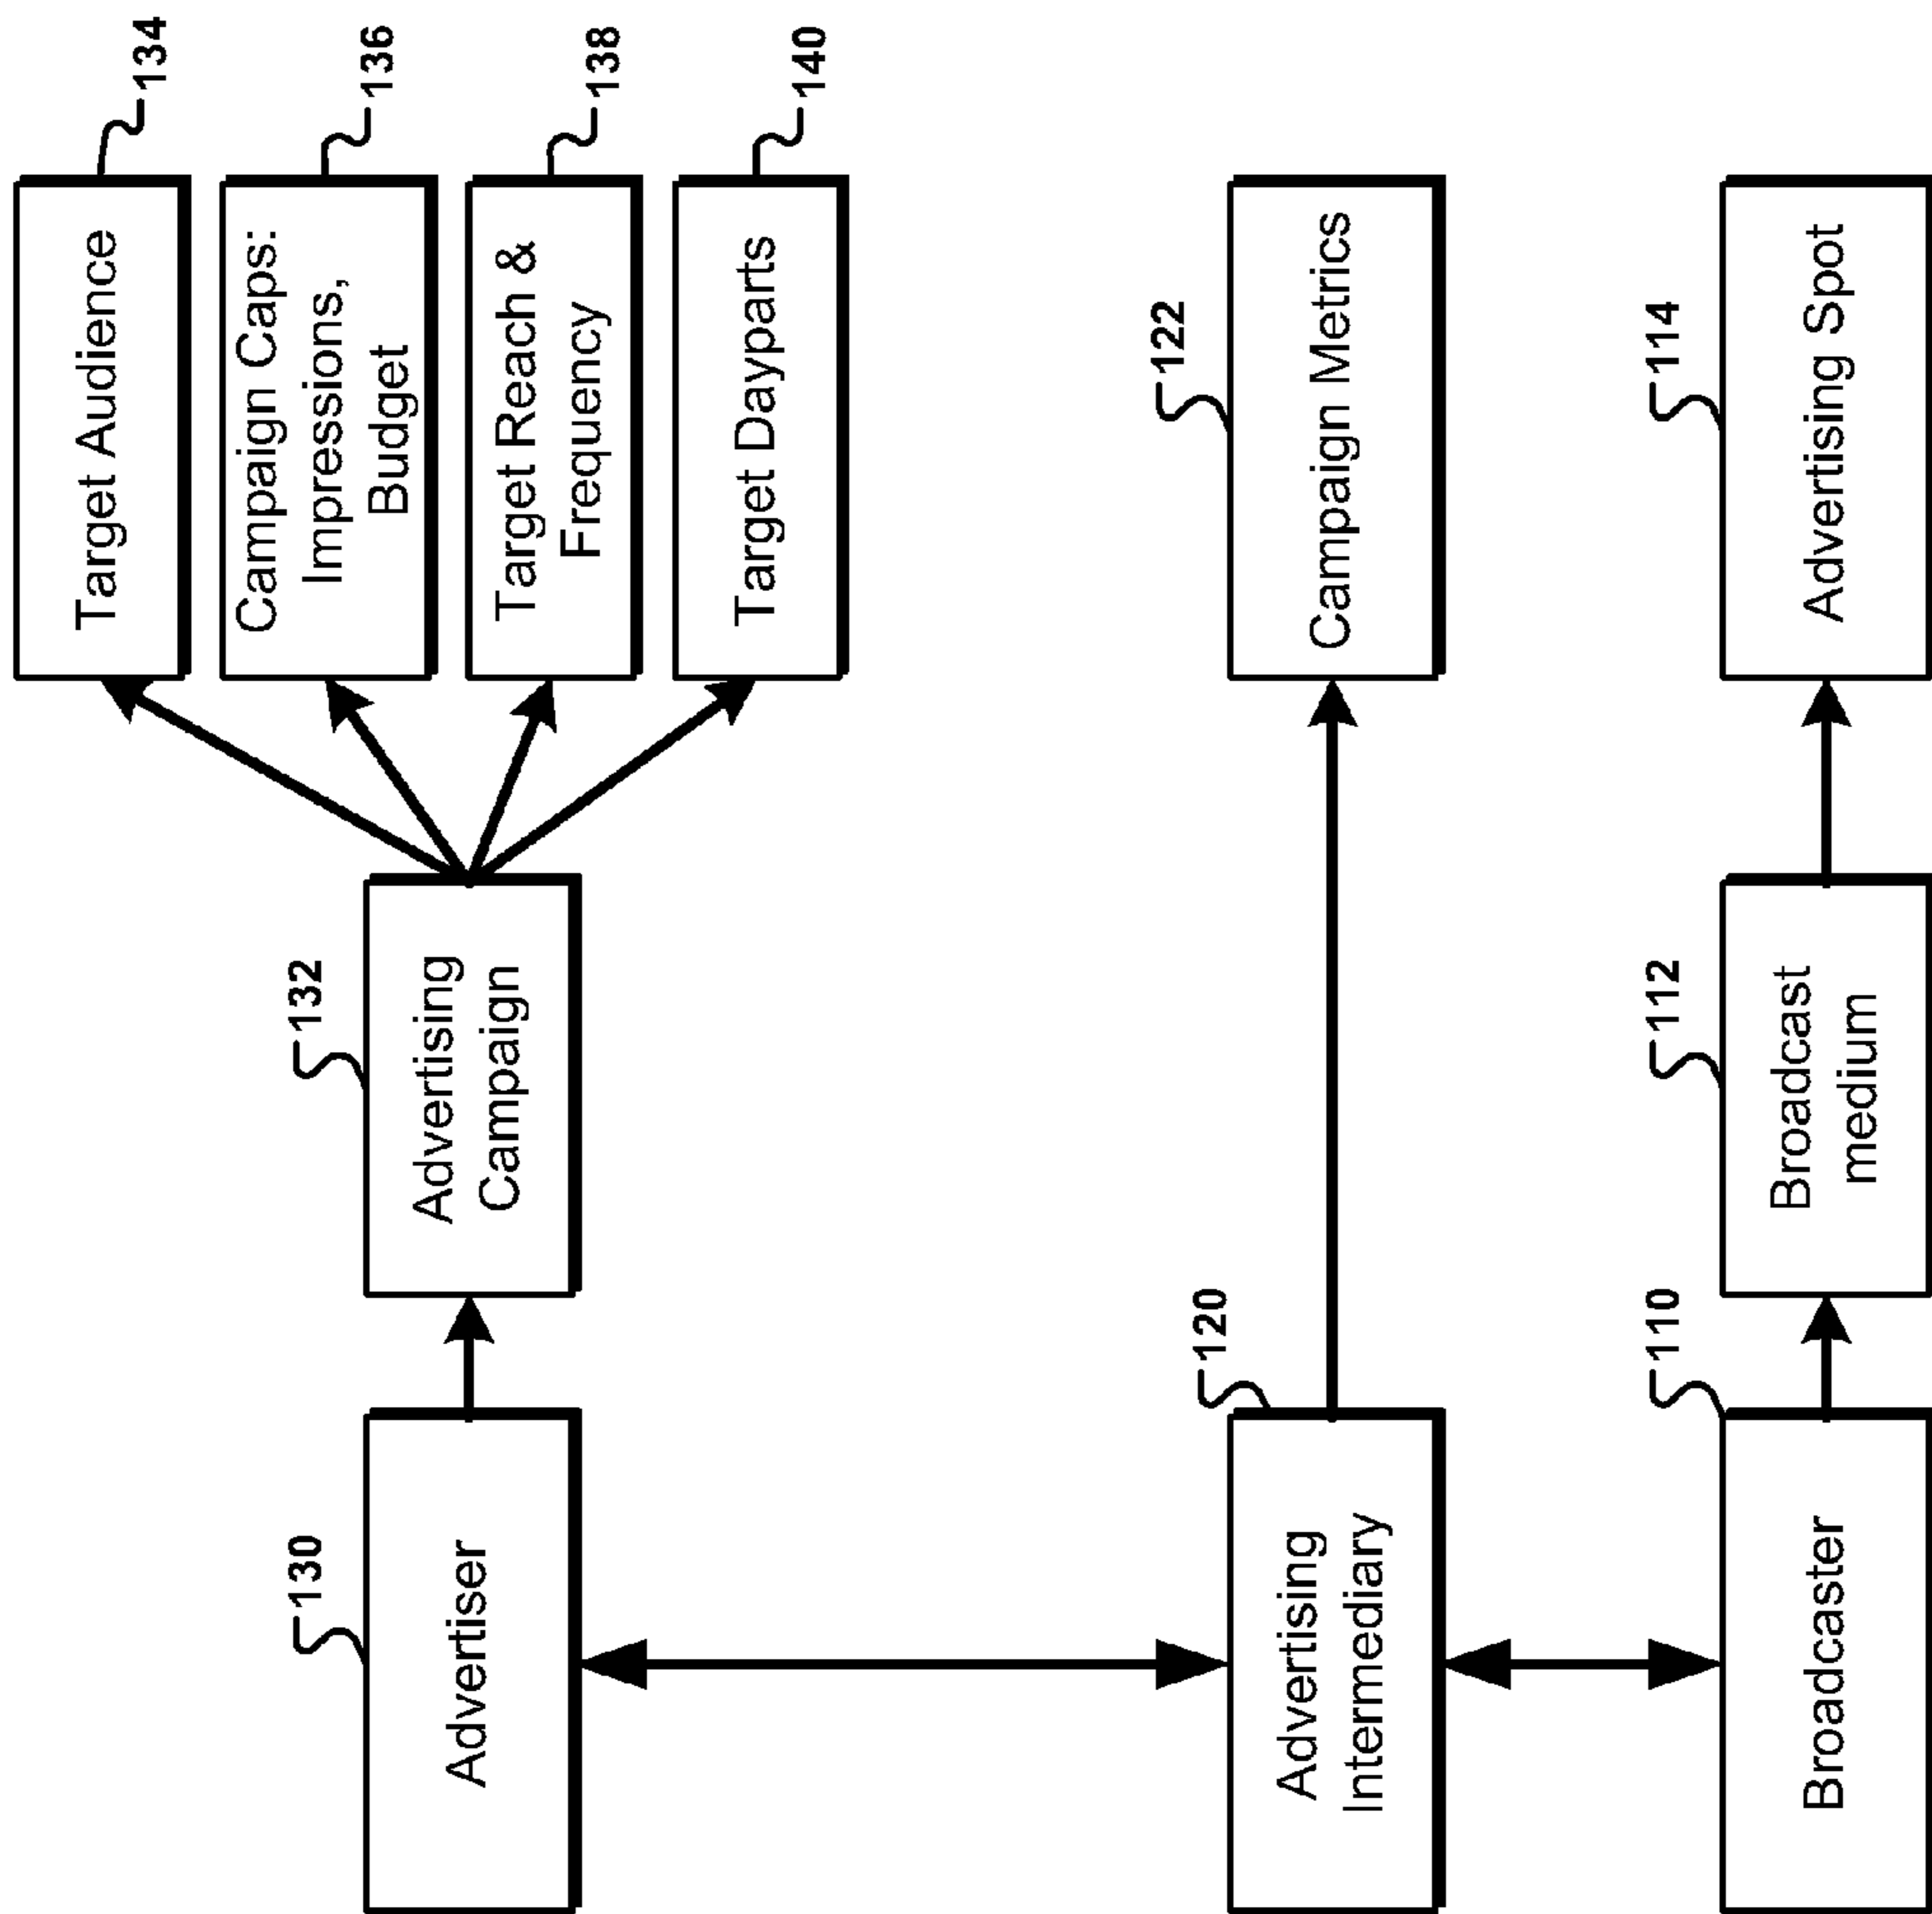 134
Target Audience
130
132
136
Campaign Caps:
Impressions,
Budget
Advertiser
Advertising
Campaign
138
Target Reach &
Frequency
140
Target Dayparts
120
122
Advertising
Intermediary
Campaign Metrics
110
112
114
Broadcaster
Broadcast
medium
Advertising Spot